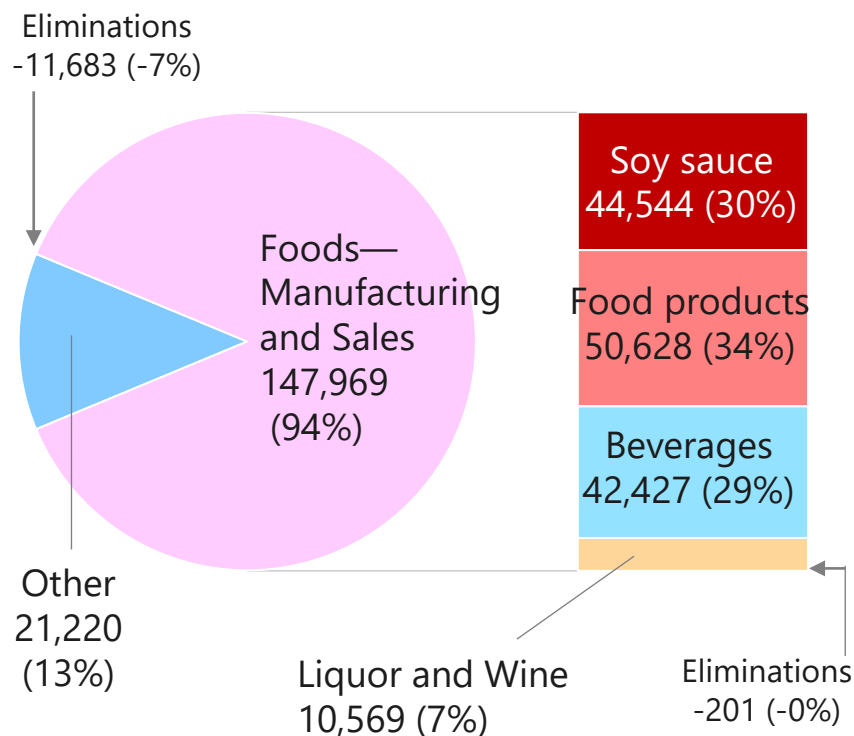 Eliminations
-11,683 (-7%)
Foods—
Manufacturing
and Sales
147,969
(94%)
Other
21,220
(13%)
Soy sauce
44,544 (30%)
Food products
50,628 (34%)
Beverages
42,427 (29%)
Liquor and Wine
10,569 (7%)
Eliminations
-201 (-0%)